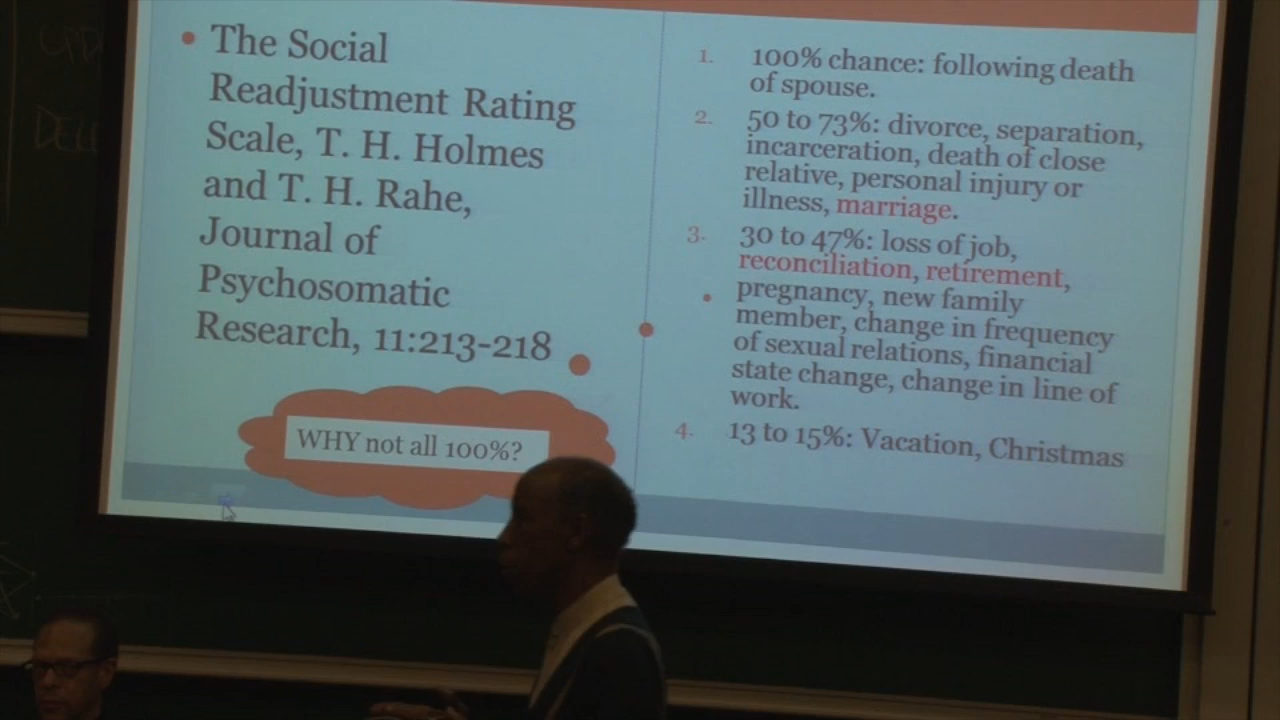 The Social
Readjustment Rating
Scale, T. H. Holmes
and T. H. Rahe,
Journal of
Psychosomatic
Research, 11:213-218
WHY not all 100%?
1. 100% chance: following death
of spouse.
2. 50 to 73%: divorce, separation,
incarceration, death of close
relative, personal injury or
illness, marriage.
3. 30 to 47%: loss of job,
reconciliation, retirement,
pregnancy, new family
member, change in frequency
of sexual relations, financial
state change, change in line of
work.
4. 13 to 15%: Vacation, Christmas